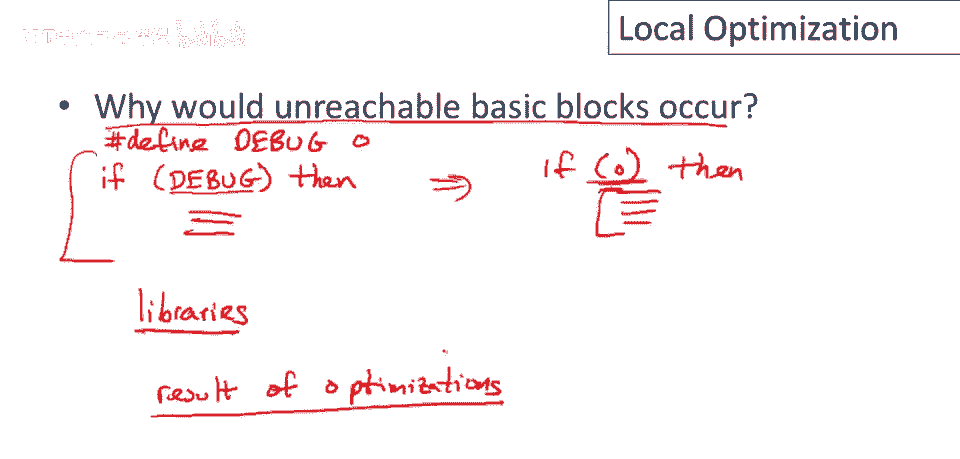 Local Optimization
• Why would unreachable basic blocks occur?
#define DEBUG 0
if (DEBUG) then ⇒ if (0) then
libraries
result of optimizations